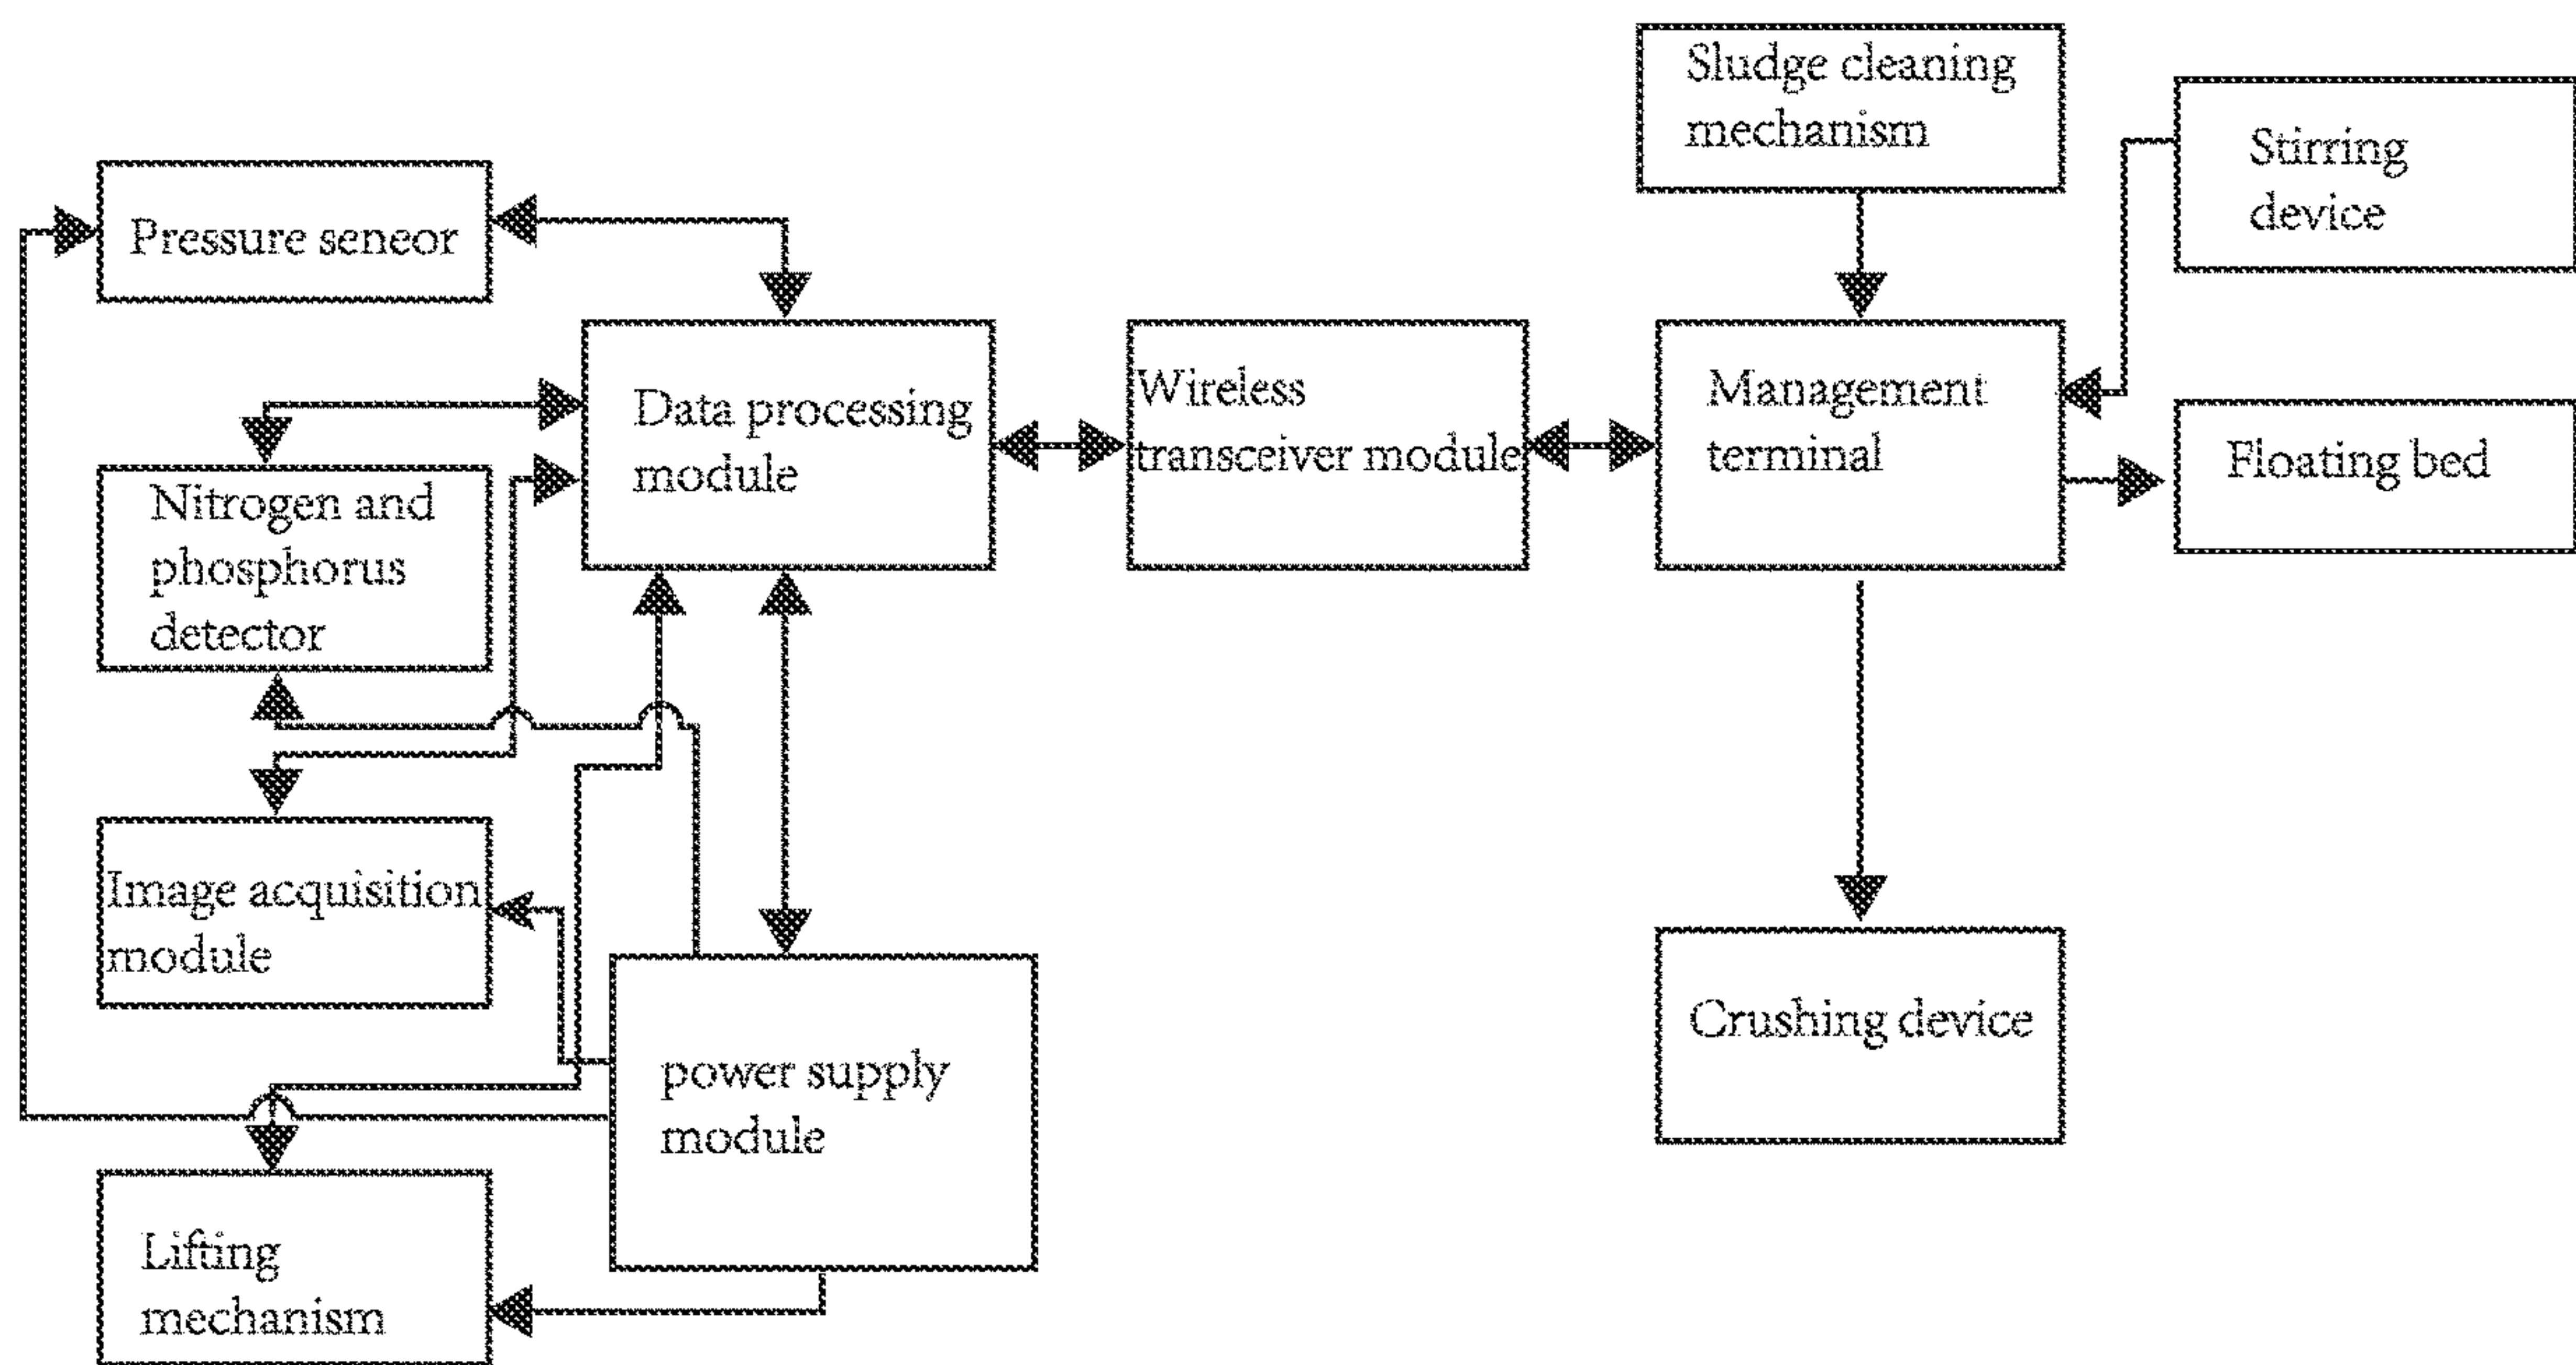 Sludge cleaning
mechanism
Stirring
device
Pressure seneor
Data processing
module
Wireless
transceiver module
Management
terminal
Floating bed
Nitrogen and
phosphorus
detector
Image acquisition
module
power supply
module
Crushing device
Lifting
mechanism